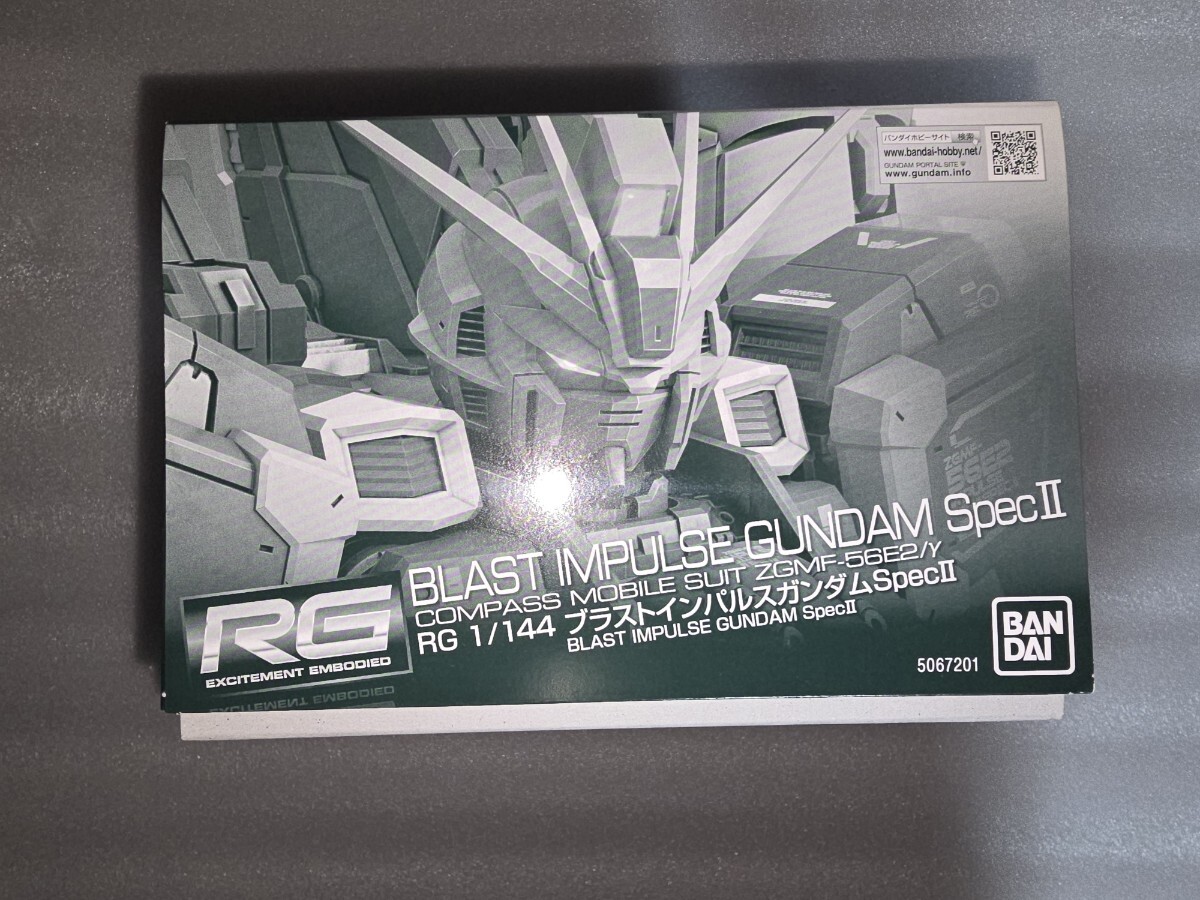 バンダイホビーサイト 検索
www.bandai-hobby.net/
GUNDAM PORTAL SITE
www.gundam.info
ZGMF
56E2
BLAST IMPULSE GUNDAM SpecII
COMPASS MOBILE SUIT ZGMF-56E2/γ
RG 1/144 ブラストインパルスガンダムSpecII
BLAST IMPULSE GUNDAM SpecII
RG
EXCITEMENT EMBODIED
5067201
BAN
DAI